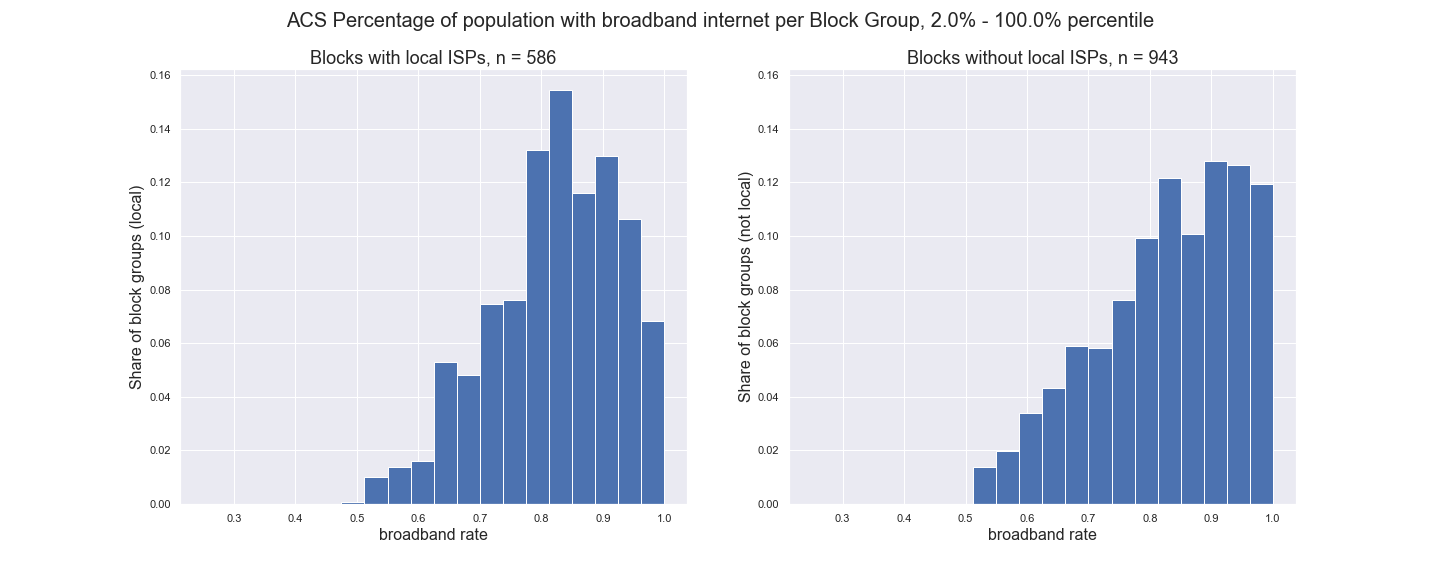 ACS Percentage of population with broadband internet per Block Group, 2.0% - 100.0% percentile
Blocks with local ISPs, n = 586
0.16
0.14
0.12
0.10
0.08
0.06
0.04
0.02
0.00
Share of block groups (local)
0.3 0.4 0.5 0.6 0.7 0.8 0.9 1.0
broadband rate
Blocks without local ISPs, n = 943
0.16
0.14
0.12
0.10
0.08
0.06
0.04
0.02
0.00
Share of block groups (not local)
0.3 0.4 0.5 0.6 0.7 0.8 0.9 1.0
broadband rate